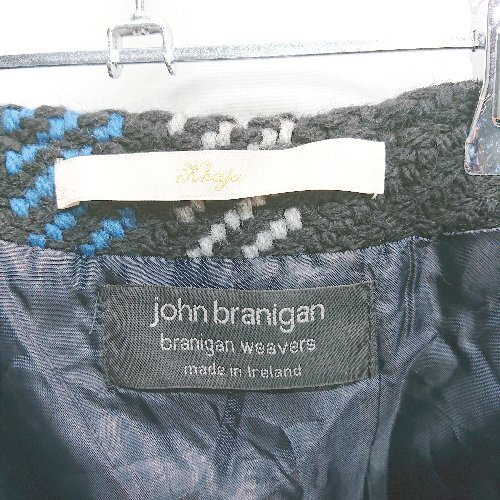 john branigan
branigan weavers
made in Ireland